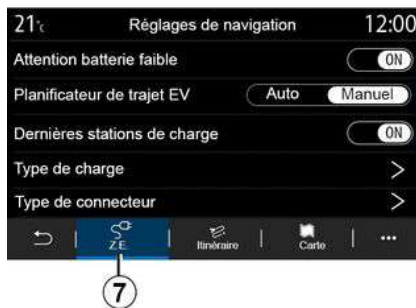 21°c Réglages de navigation 12:00
Attention batterie faible ON
Planificateur de trajet EV Auto Manuel
Dernières stations de charge ON
Type de charge >
Type de connecteur >
Z.E. Itinéraire Carte ...
7